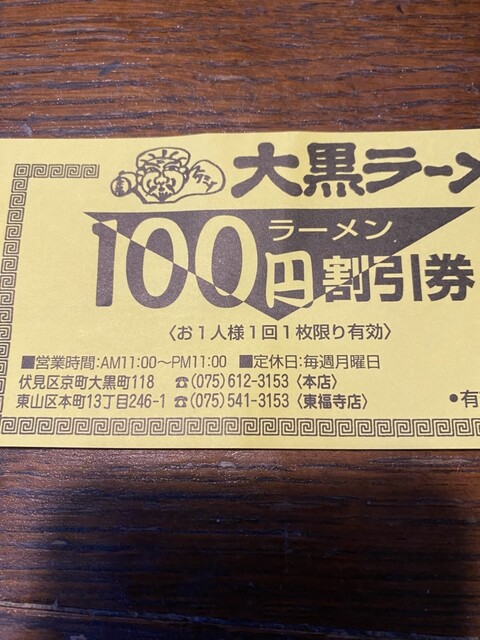 大黒ラーメ
ラーメン
100円割引券
〈お1人様1回1枚限り有効〉
■営業時間:AM11:00〜PM11:00 ■定休日:毎週月曜日
伏見区京町大黒町118 ☎(075)612-3153〈本店〉
東山区本町13丁目246-1 ☎(075)541-3153〈東福寺店〉
●有